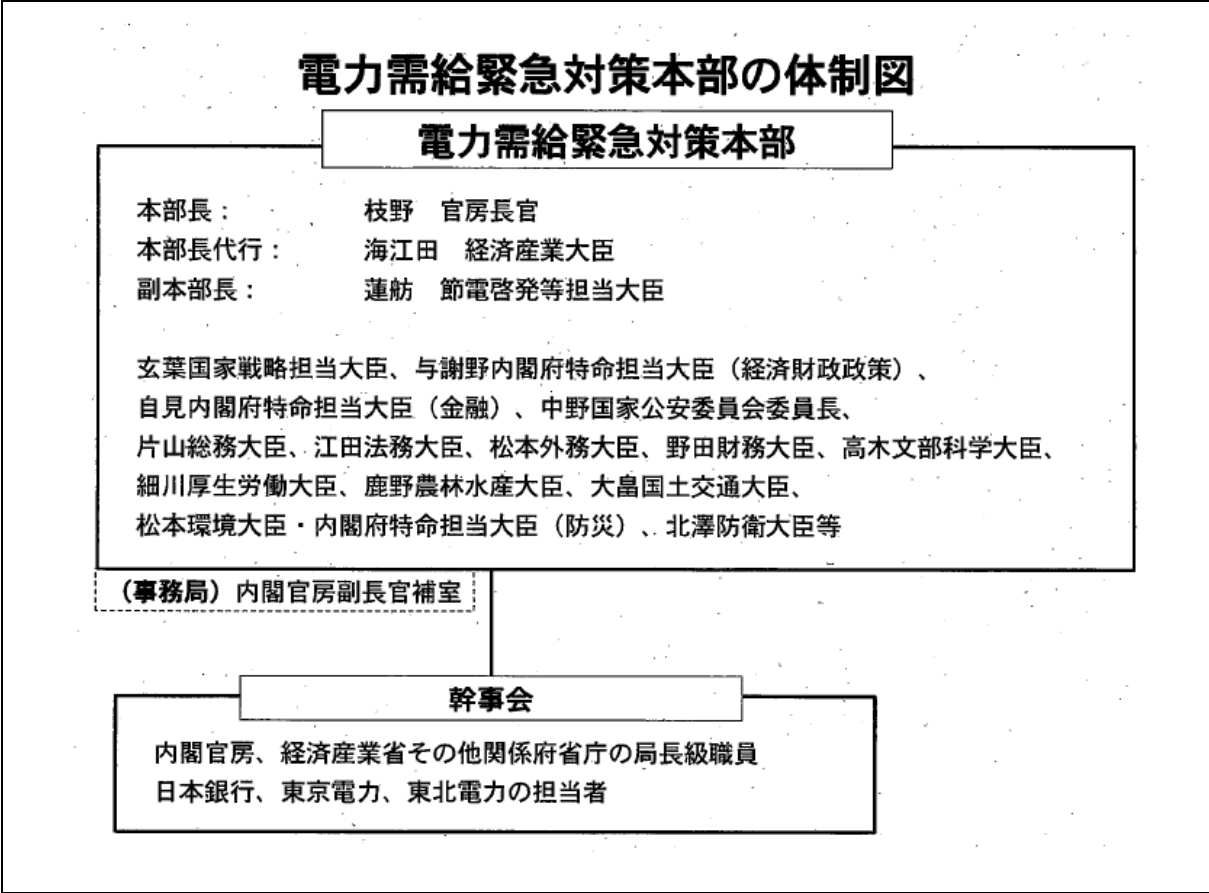 電力需給緊急対策本部の体制図
電力需給緊急対策本部
本部長： 枝野　官房長官
本部長代行： 海江田　経済産業大臣
副本部長： 蓮舫　節電啓発等担当大臣
玄葉国家戦略担当大臣、与謝野内閣府特命担当大臣（経済財政政策）、
自見内閣府特命担当大臣（金融）、中野国家公安委員会委員長、
片山総務大臣、江田法務大臣、松本外務大臣、野田財務大臣、高木文部科学大臣、
細川厚生労働大臣、鹿野農林水産大臣、大畠国土交通大臣、
松本環境大臣・内閣府特命担当大臣（防災）、北澤防衛大臣等
（事務局）内閣官房副長官補室
幹事会
内閣官房、経済産業省その他関係府省庁の局長級職員
日本銀行、東京電力、東北電力の担当者